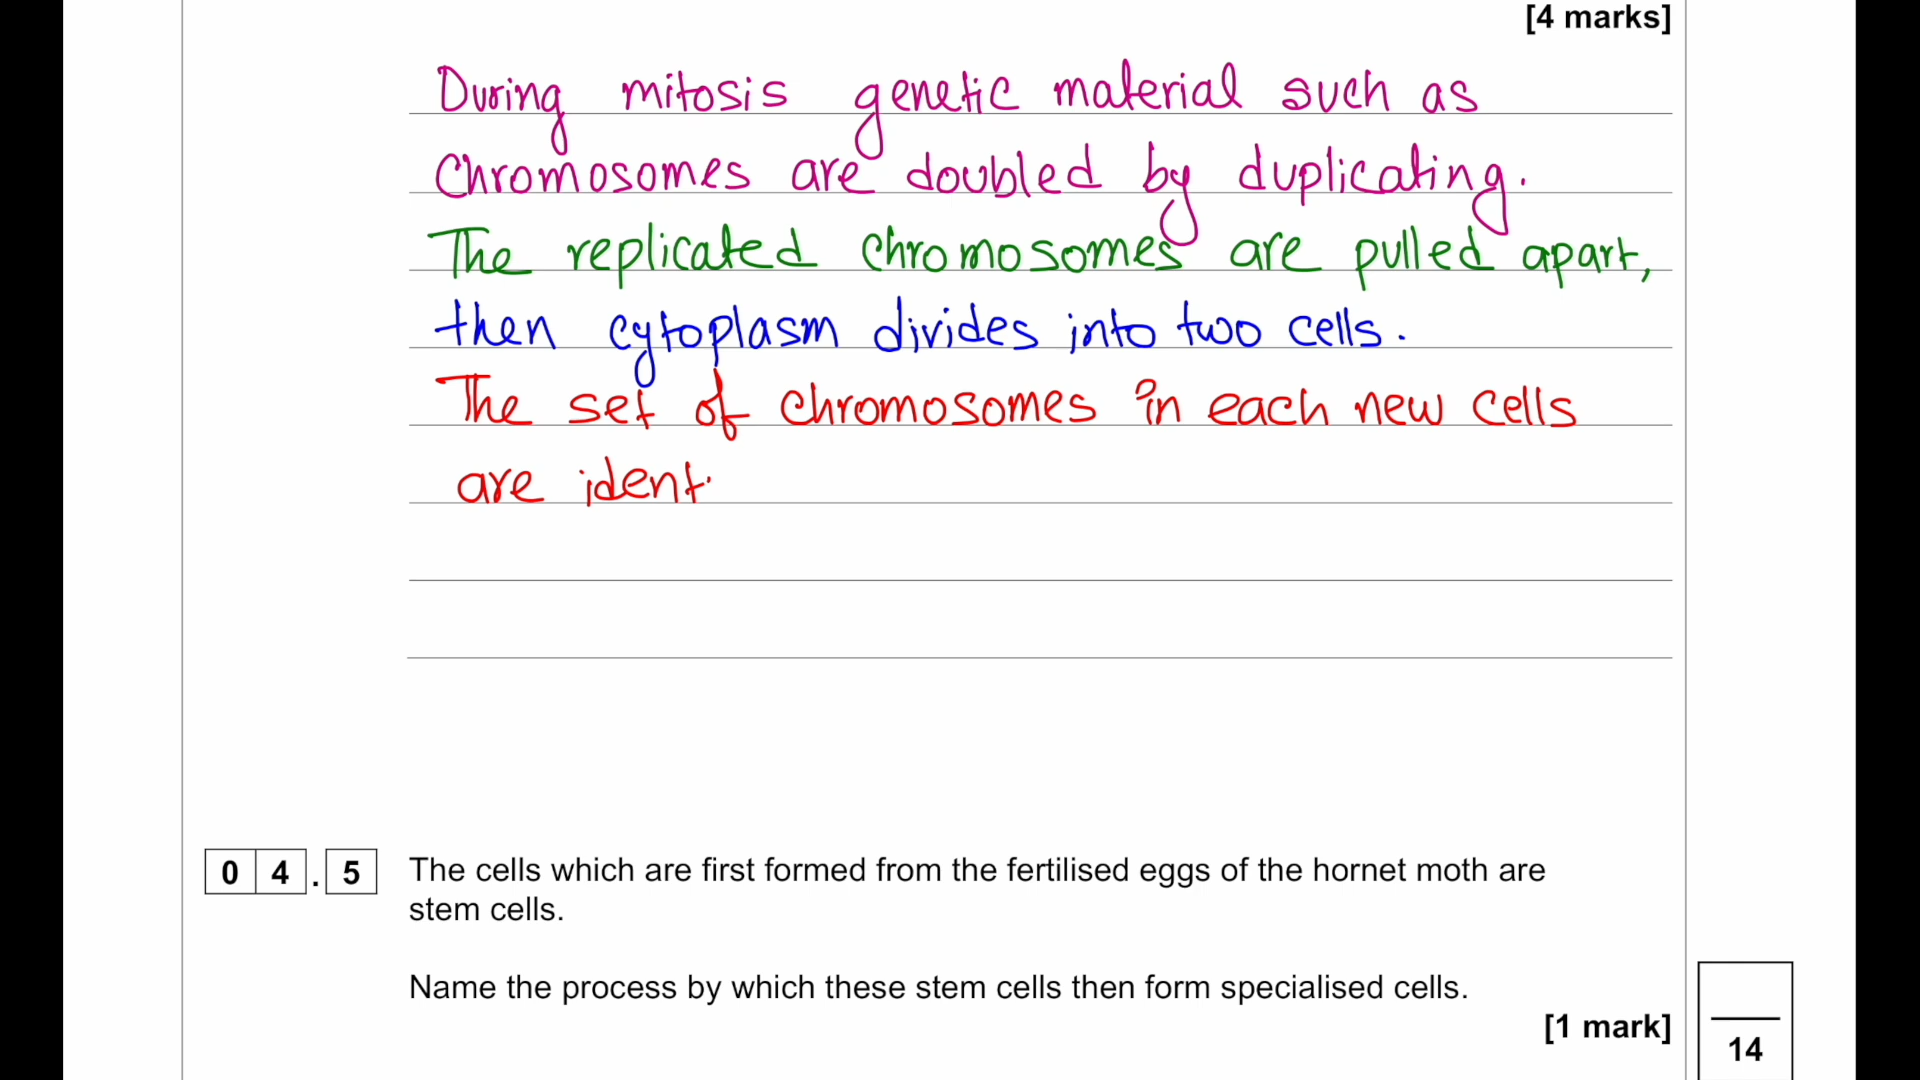 [4 marks]
During mitosis genetic material such as
Chromosomes are doubled by duplicating.
The replicated chromosomes are pulled apart,
then cytoplasm divides into two cells.
The set of chromosomes in each new cells
are ident
0 4 . 5 The cells which are first formed from the fertilised eggs of the hornet moth are
stem cells.
Name the process by which these stem cells then form specialised cells.
[1 mark]
14